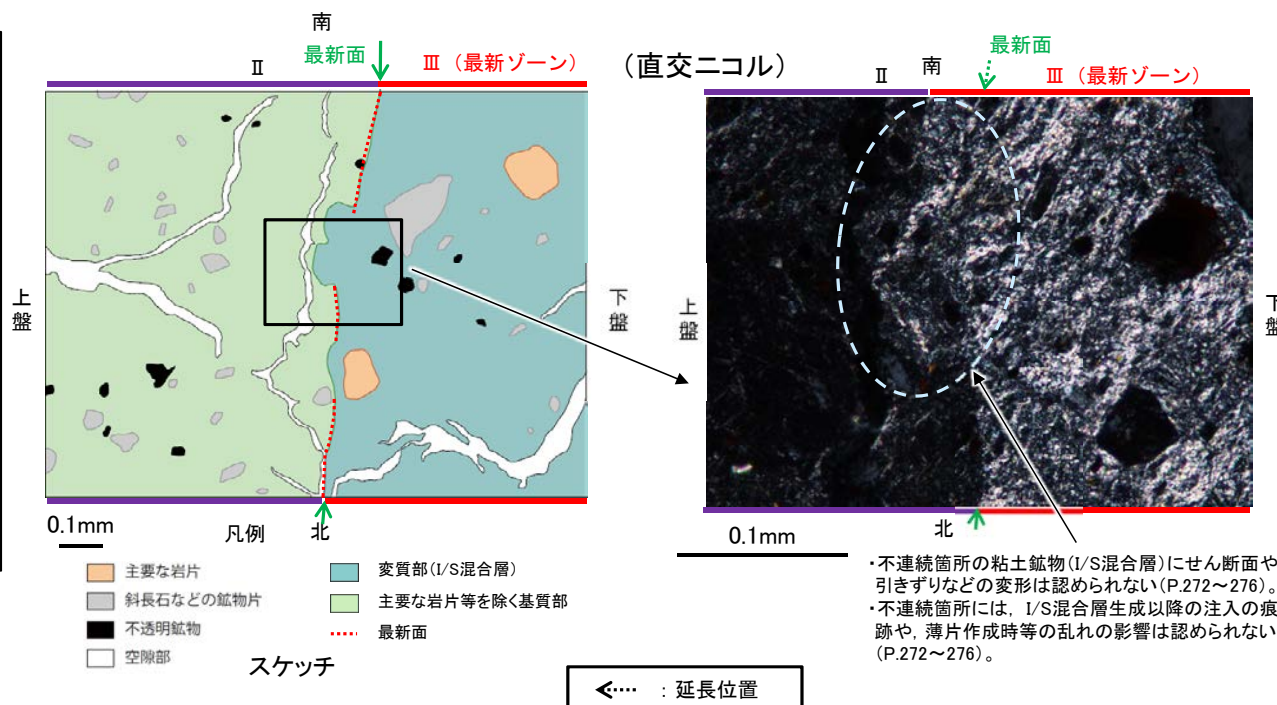 南
最新面
Ⅱ
Ⅲ（最新ゾーン）
上盤
下盤
0.1mm
凡例
北
主要な岩片
斜長石などの鉱物片
不透明鉱物
空隙部
変質部(I/S混合層)
主要な岩片等を除く基質部
最新面
スケッチ
（直交ニコル）
最新面
Ⅱ
南
Ⅲ（最新ゾーン）
上盤
下盤
0.1mm
北
・不連続箇所の粘土鉱物(I/S混合層)にせん断面や
引きずりなどの変形は認められない(P.272～276)。
・不連続箇所には，I/S混合層生成以降の注入の痕
跡や，薄片作成時等の乱れの影響は認められない
(P.272～276)。
：延長位置